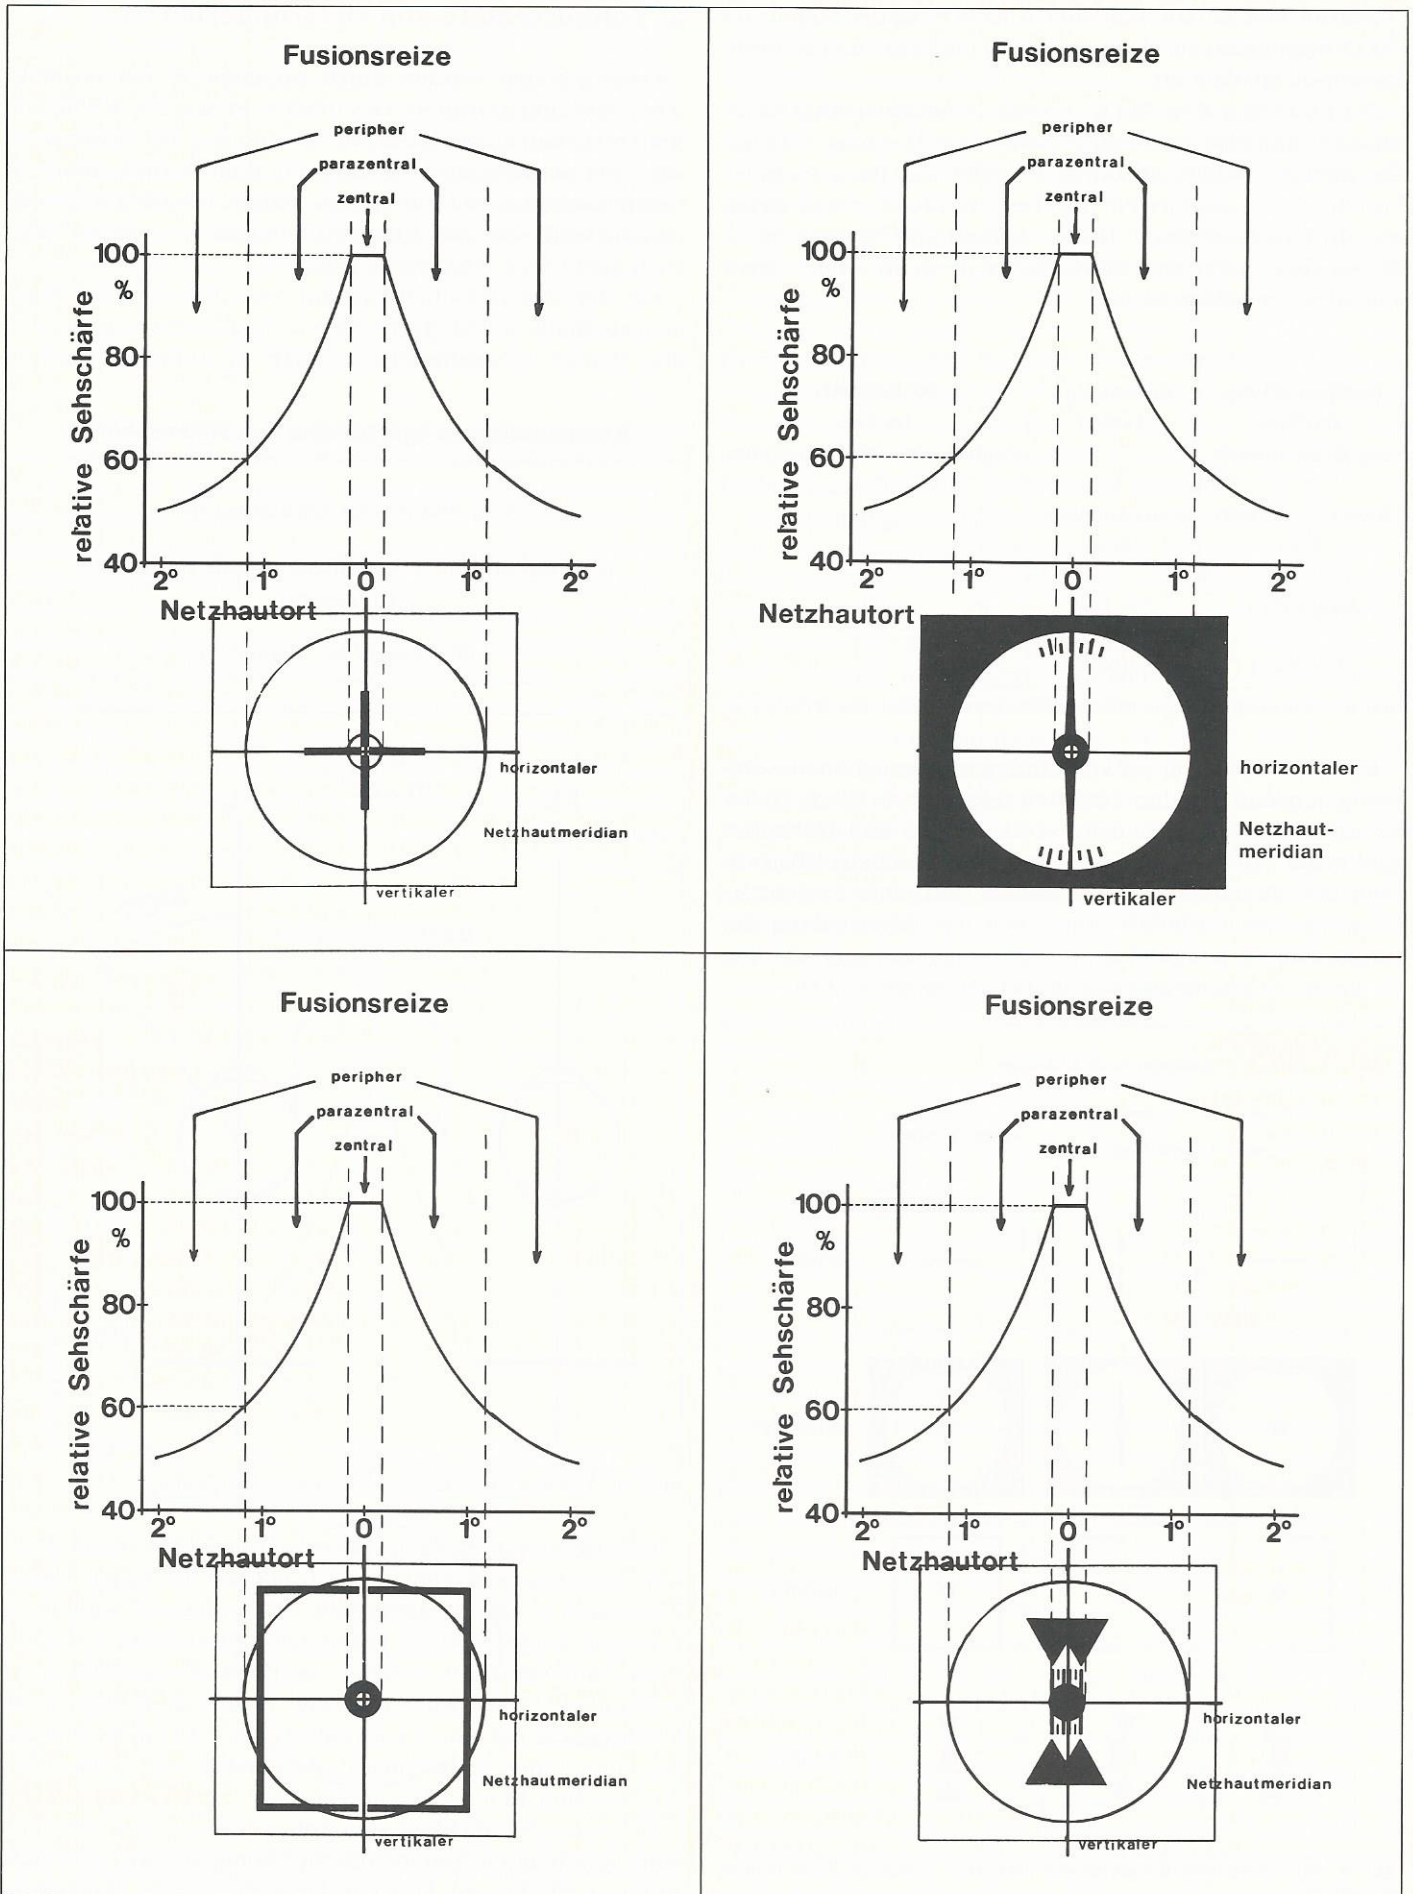 Fusionsreize
peripher
parazentral
zentral
100
%
80
60
40
relative Sehschärfe
2° 1° 0 1° 2°
Netzhautort
horizontaler
Netzhautmeridian
vertikaler
Fusionsreize
peripher
parazentral
zentral
100
%
80
60
40
relative Sehschärfe
2° 1° 0 1° 2°
Netzhautort
horizontaler
Netzhaut-
meridian
vertikaler
Fusionsreize
peripher
parazentral
zentral
100
%
80
60
40
relative Sehschärfe
2° 1° 0 1° 2°
Netzhautort
horizontaler
Netzhautmeridian
vertikaler
Fusionsreize
peripher
parazentral
zentral
100
%
80
60
40
relative Sehschärfe
2° 1° 0 1° 2°
Netzhautort
horizontaler
Netzhautmeridian
vertikaler